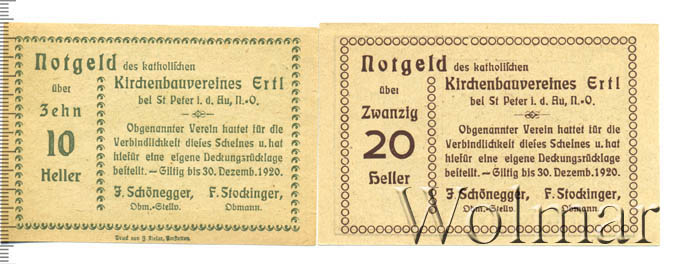 Notgeld des katholischen
Kirchenbauvereines Ertl
über
bei St Peter i. d. Au, N.-O.
Zehn
10
Heller
Obgenannter Verein haftet für die
Verbindlichkeit dieses Scheines u. hat
hiefür eine eigene Deckungsrücklage
bestellt. – Giltig bis 30. Dezemb. 1920.
J. Schönegger, F. Stockinger,
Obm.-Stellv. Obmann.
Druck von J.
Notgeld des katholischen
Kirchenbauvereines Ertl
über
bei St Peter i. d. Au, N.-O.
Zwanzig
20
Heller
Obgenannter Verein haftet für die
Verbindlichkeit dieses Scheines u. hat
hiefür eine eigene Deckungsrücklage
bestellt. – Giltig bis 30. Dezemb. 1920.
J. Schönegger, F. Stockinger,
Obm.-Stellv. Obmann.
Wolmar